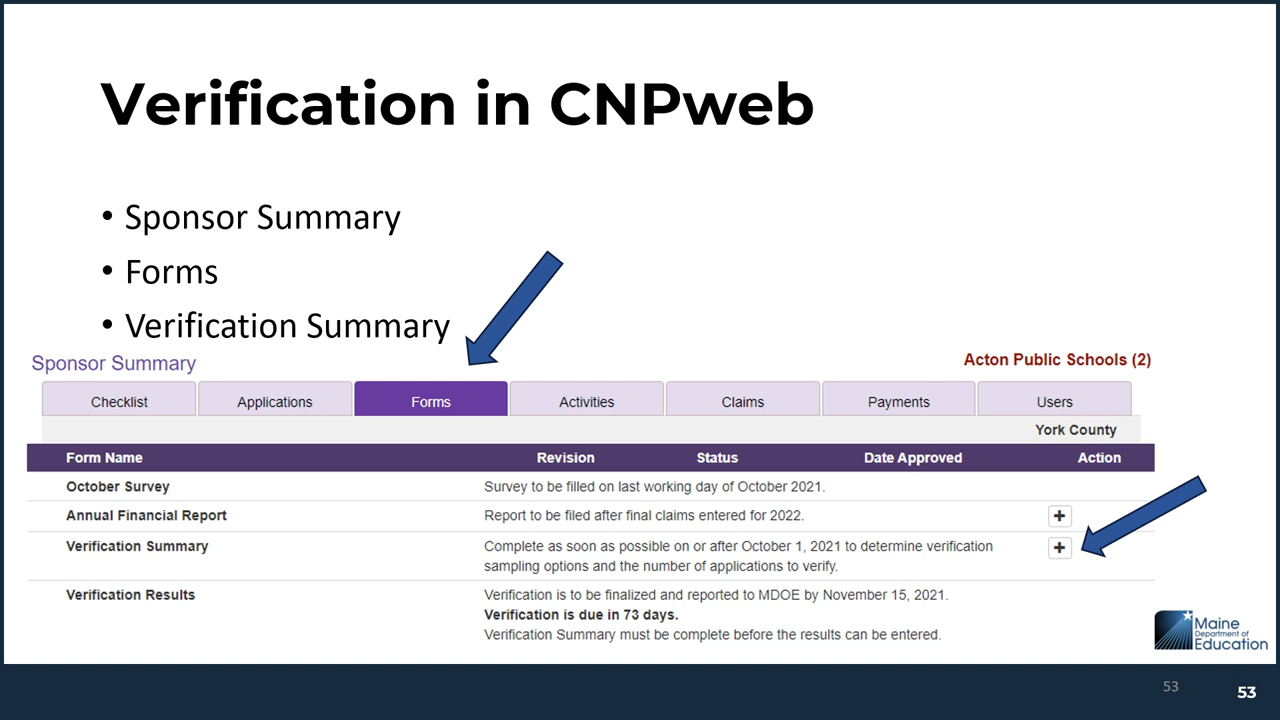 Verification in CNPweb
• Sponsor Summary
• Forms
• Verification Summary
Sponsor Summary
Acton Public Schools (2)
Checklist Applications Forms Activities Claims Payments Users
York County
Form Name Revision Status Date Approved Action
October Survey Survey to be filled on last working day of October 2021.
Annual Financial Report Report to be filed after final claims entered for 2022. +
Verification Summary Complete as soon as possible on or after October 1, 2021 to determine verification +
sampling options and the number of applications to verify.
Verification Results Verification is to be finalized and reported to MDOE by November 15, 2021.
Verification is due in 73 days.
Verification Summary must be complete before the results can be entered.
Maine
Department of
Education
53
53